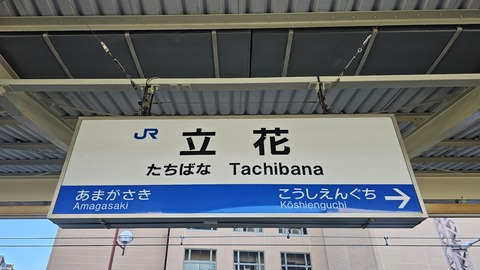 JR 立花
たちばな Tachibana
あまがさき こうしえんぐち →
Amagasaki Kōshienguchi